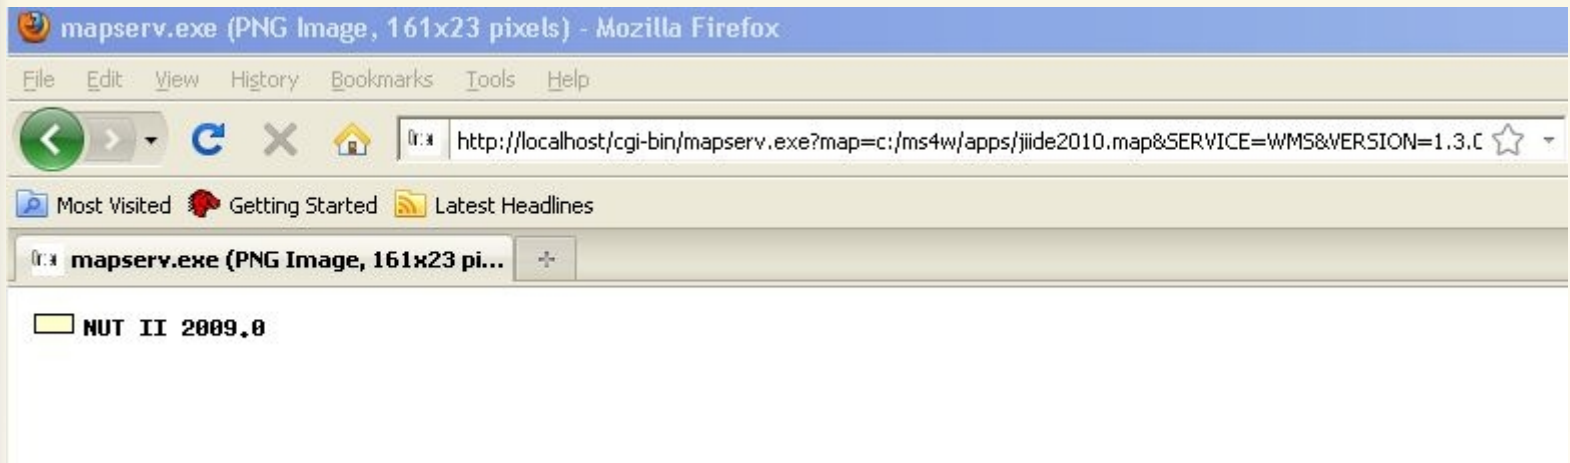 mapserv.exe (PNG Image, 161x23 pixels) - Mozilla Firefox
File Edit View History Bookmarks Tools Help
http://localhost/cgi-bin/mapserv.exe?map=c:/ms4w/apps/jiide2010.map&SERVICE=WMS&VERSION=1.3.0
Most Visited Getting Started Latest Headlines
mapserv.exe (PNG Image, 161x23 pi...
NUT II 2009.0